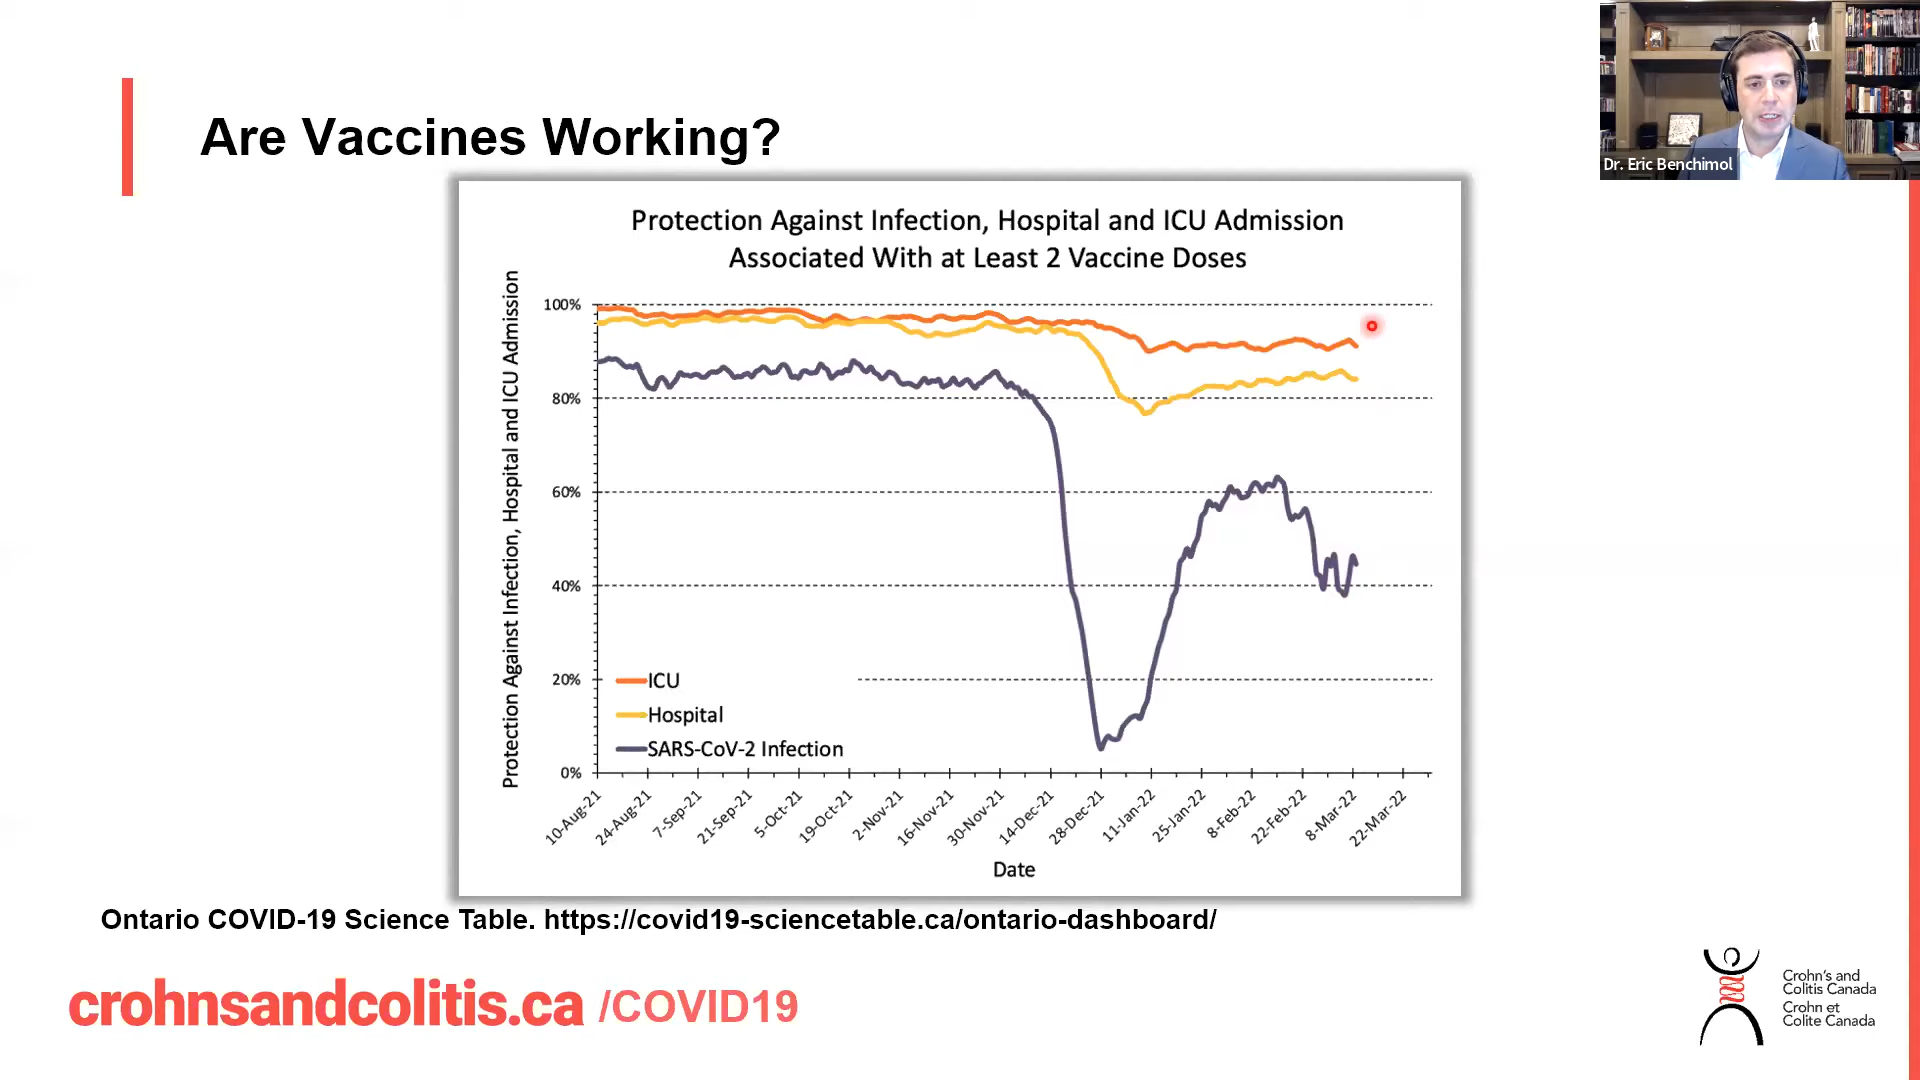 Are Vaccines Working?
Dr. Eric Benchimol
Protection Against Infection, Hospital and ICU Admission
Associated With at Least 2 Vaccine Doses
Protection Against Infection, Hospital and ICU Admission
100%
80%
60%
40%
20%
0%
ICU
Hospital
SARS-CoV-2 Infection
10-Aug-21
24-Aug-21
7-Sep-21
21-Sep-21
5-Oct-21
19-Oct-21
2-Nov-21
16-Nov-21
30-Nov-21
14-Dec-21
28-Dec-21
11-Jan-22
25-Jan-22
8-Feb-22
22-Feb-22
8-Mar-22
22-Mar-22
Date
Ontario COVID-19 Science Table. https://covid19-sciencetable.ca/ontario-dashboard/
crohnsandcolitis.ca /COVID19
Crohn's and
Colitis Canada
Crohn et
Colite Canada